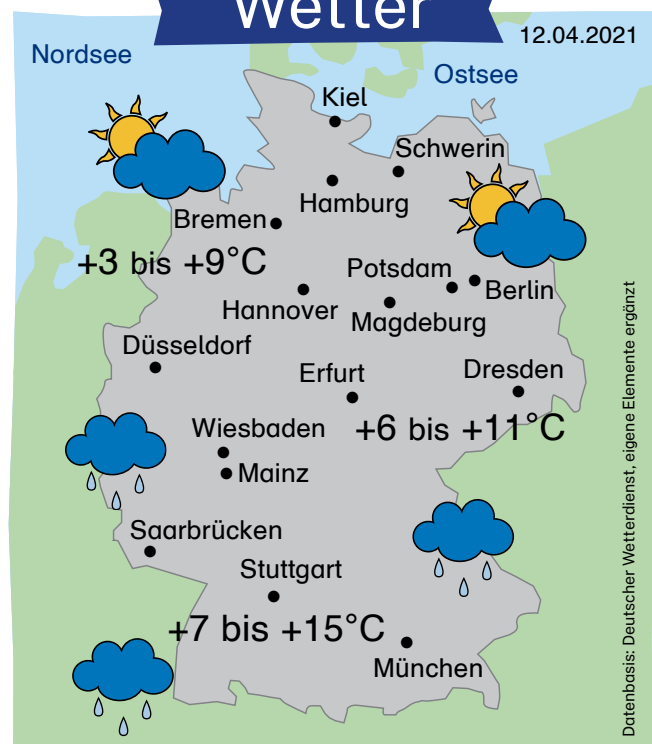 Wetter
12.04.2021
Nordsee
Ostsee
Kiel
Schwerin
Hamburg
Bremen
+3 bis +9°C
Potsdam
Berlin
Hannover
Magdeburg
Düsseldorf
Erfurt
Dresden
+6 bis +11°C
Wiesbaden
Mainz
Saarbrücken
Stuttgart
+7 bis +15°C
München
Datenbasis: Deutscher Wetterdienst, eigene Elemente ergänzt